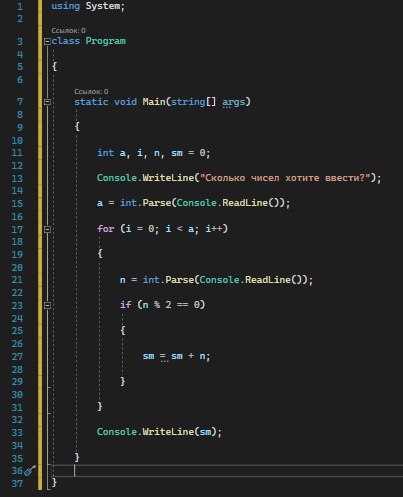 1 using System;
2
Ссылок: 0
3 class Program
4
5 {
6
Ссылок: 0
7 static void Main(string[] args)
8
9 {
10
11 int a, i, n, sm = 0;
12
13 Console.WriteLine("Сколько чисел хотите ввести?");
14
15 a = int.Parse(Console.ReadLine());
16
17 for (i = 0; i < a; i++)
18
19 {
20
21 n = int.Parse(Console.ReadLine());
22
23 if (n % 2 == 0)
24
25 {
26
27 sm = sm + n;
28
29 }
30
31 }
32
33 Console.WriteLine(sm);
34
35 }
36
37 }